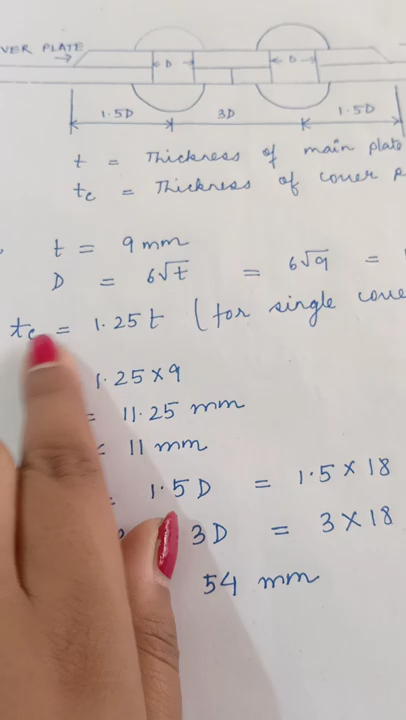 VER PLATE
D D
1.5D 3D 1.5D
t = Thickness of main plate
tc = Thickness of cover
t = 9 mm
D = 6√t = 6√9 =
tc = 1.25t (for single cove
1.25×9
= 11.25 mm
11 mm
= 1.5D = 1.5 × 18
3D = 3 × 18
54 mm